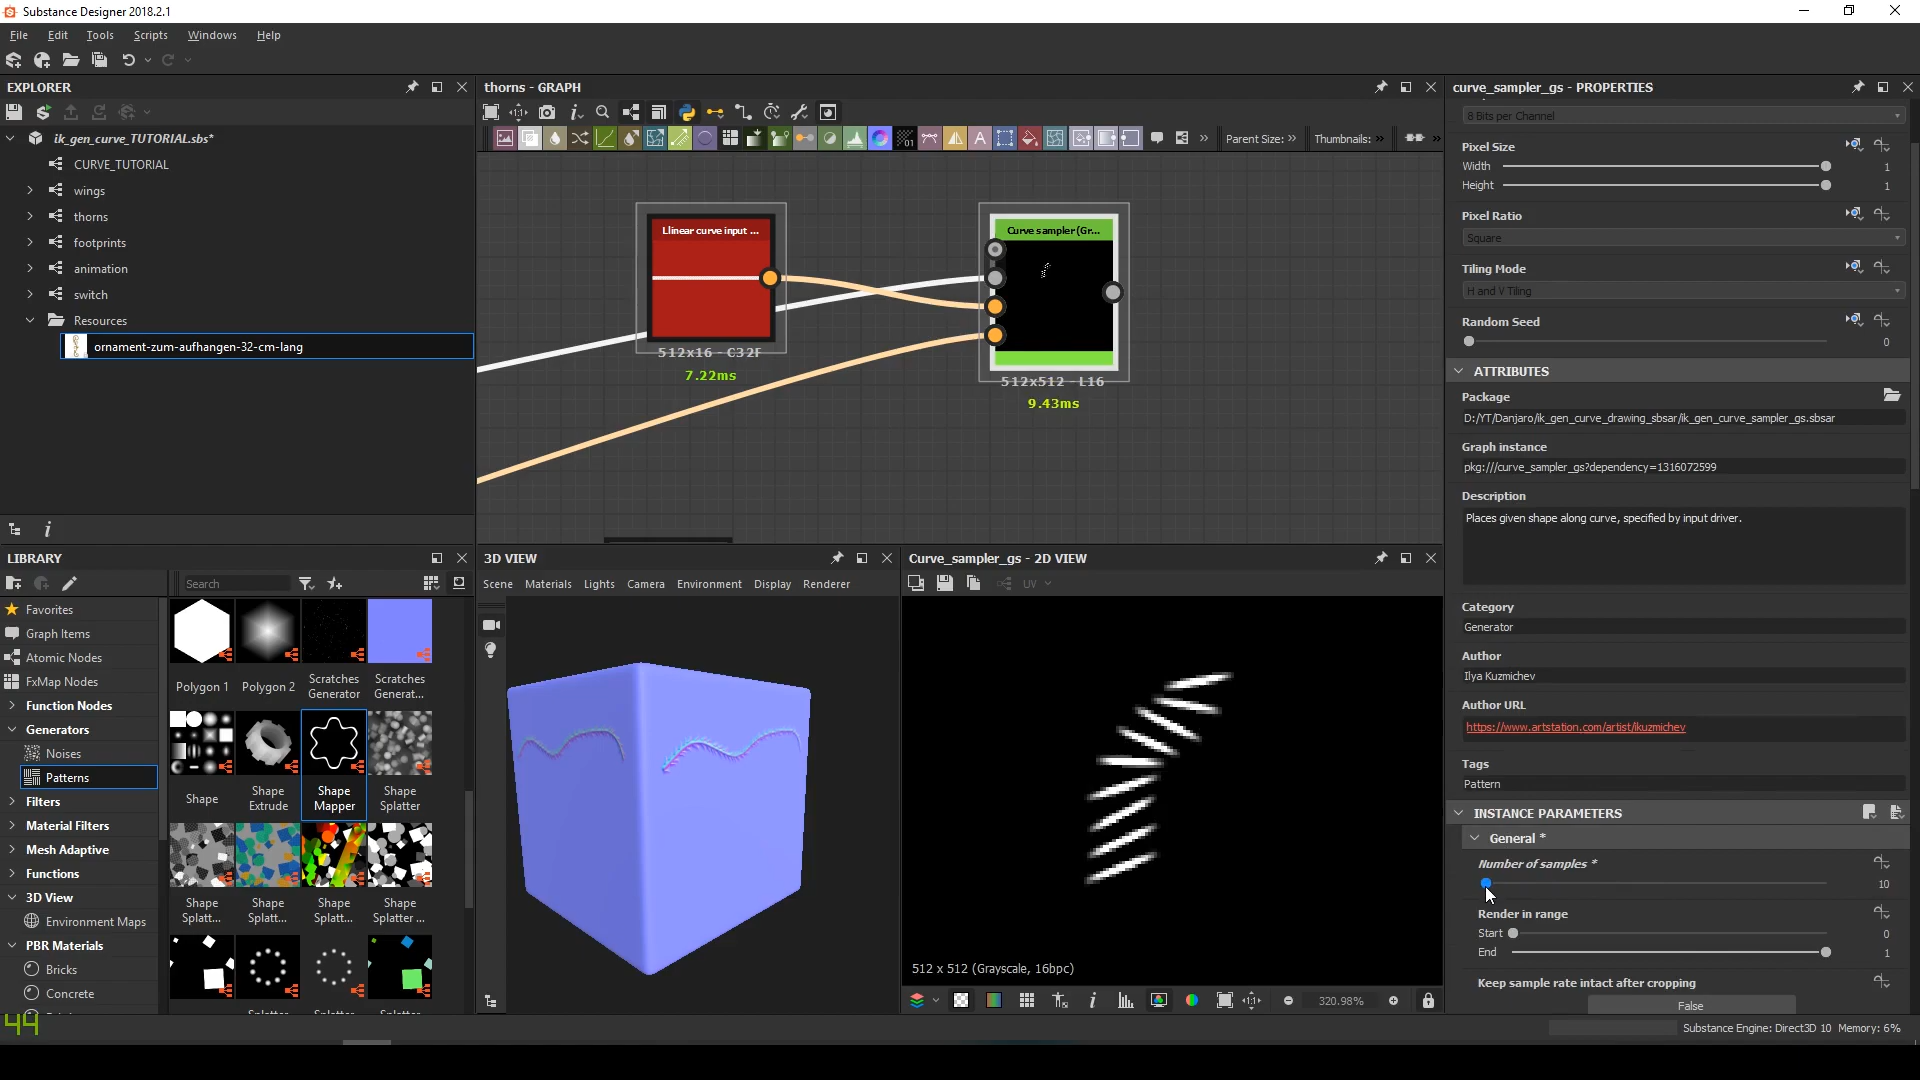 Substance Designer 2018.2.1
File Edit Tools Scripts Windows Help
EXPLORER
ik_gen_curve_TUTORIAL.sbs*
CURVE_TUTORIAL
wings
thorns
footprints
animation
switch
Resources
ornament-zum-aufhangen-32-cm-lang
thorns - GRAPH
Parent Size: »
Thumbnails: »
Llinear curve input ...
512x16 - C32F
7.22ms
Curve sampler (Gr...
512x512 - L16
9.43ms
LIBRARY
Search
Favorites
Graph Items
Atomic Nodes
FxMap Nodes
Function Nodes
Generators
Noises
Patterns
Filters
Material Filters
Mesh Adaptive
Functions
3D View
Environment Maps
PBR Materials
Bricks
Concrete
Polygon 1
Polygon 2
Scratches Generator
Scratches Generat...
Shape
Shape Extrude
Shape Mapper
Shape Splatter
Shape Splatt...
Shape Splatt...
Shape Splatt...
Shape Splatter ...
44
3D VIEW
Scene Materials Lights Camera Environment Display Renderer
Curve_sampler_gs - 2D VIEW
UV
512 x 512 (Grayscale, 16bpc)
320.98%
curve_sampler_gs - PROPERTIES
8 Bits per Channel
Pixel Size
Width 1
Height 1
Pixel Ratio
Square
Tiling Mode
H and V Tiling
Random Seed
0
ATTRIBUTES
Package
D:/YT/Danjaro/ik_gen_curve_drawing_sbsar/ik_gen_curve_sampler_gs.sbsar
Graph instance
pkg:///curve_sampler_gs?dependency=1316072599
Description
Places given shape along curve, specified by input driver.
Category
Generator
Author
Ilya Kuzmichev
Author URL
https://www.artstation.com/artist/ikuzmichev
Tags
Pattern
INSTANCE PARAMETERS
General *
Number of samples *
10
Render in range
Start 0
End 1
Keep sample rate intact after cropping
False
Substance Engine: Direct3D 10 Memory: 6%